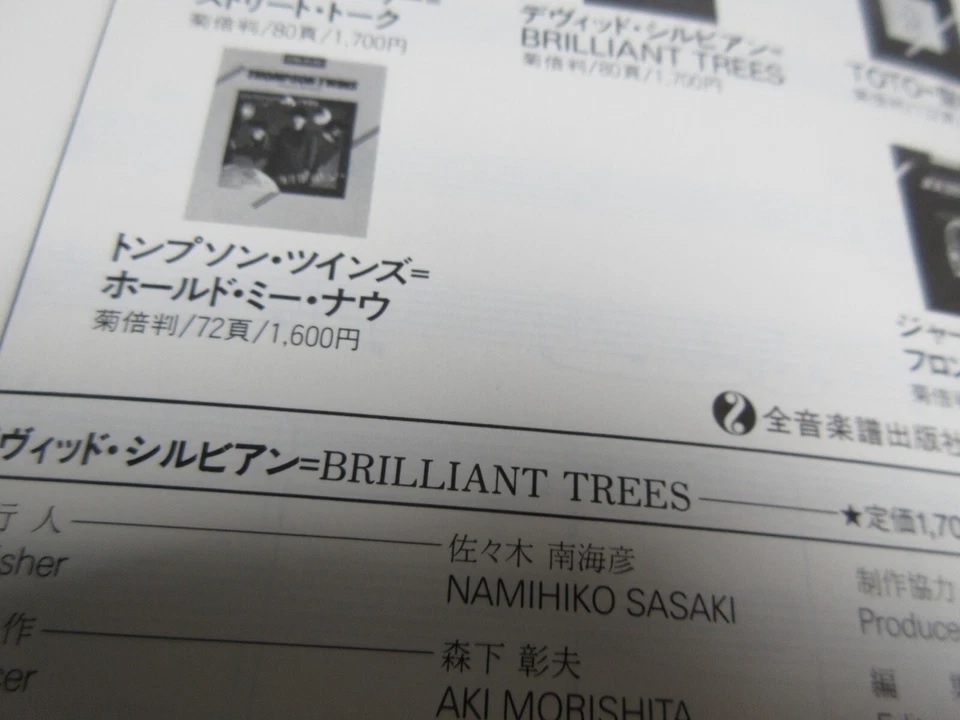 ストリート・トーク
菊倍判/80頁/1,700円
デヴィッド・シルビアン=
BRILLIANT TREES
菊倍判/80頁/1,700円
TOTO
THOMPSON TWINS
トンプソン・ツインズ=
ホールド・ミー・ナウ
菊倍判/72頁/1,600円
ジャー
フロン
菊倍
全音楽譜出版社
ヴィッド・シルビアン=BRILLIANT TREES
★定価1,70
行人
佐々木 南海彦
sher
NAMIHIKO SASAKI
制作協力
Produce
作
森下 彰夫
cer
AKI MORISHITA
編